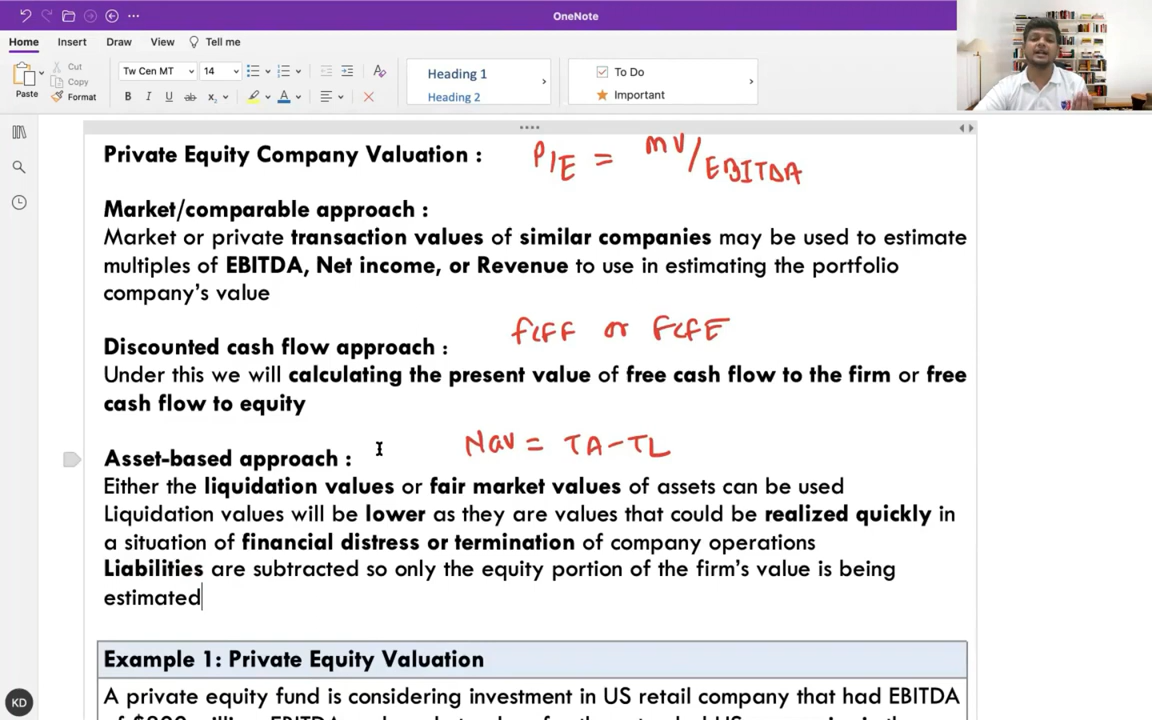 OneNote
Home Insert Draw View Tell me
Cut
Copy
Paste Format
Tw Cen MT 14
B I U ab X₂ A
Heading 1
Heading 2
To Do
Important
Private Equity Company Valuation :
P/E = MV/EBITDA
Market/comparable approach :
Market or private transaction values of similar companies may be used to estimate
multiples of EBITDA, Net income, or Revenue to use in estimating the portfolio
company's value
FCFF or FCFE
Discounted cash flow approach :
Under this we will calculating the present value of free cash flow to the firm or free
cash flow to equity
Nav = TA-TL
Asset-based approach :
Either the liquidation values or fair market values of assets can be used
Liquidation values will be lower as they are values that could be realized quickly in
a situation of financial distress or termination of company operations
Liabilities are subtracted so only the equity portion of the firm's value is being
estimated
Example 1: Private Equity Valuation
A private equity fund is considering investment in US retail company that had EBITDA
KD